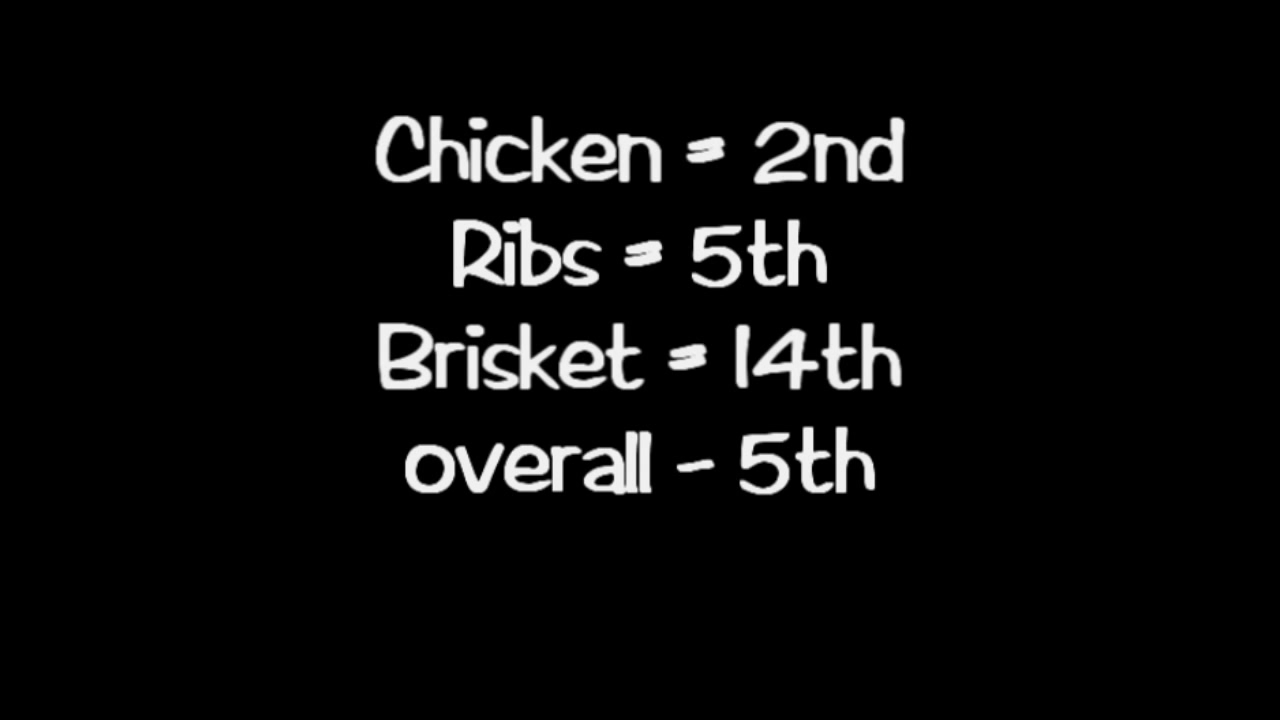 Chicken = 2nd
Ribs = 5th
Brisket = 14th
overall - 5th